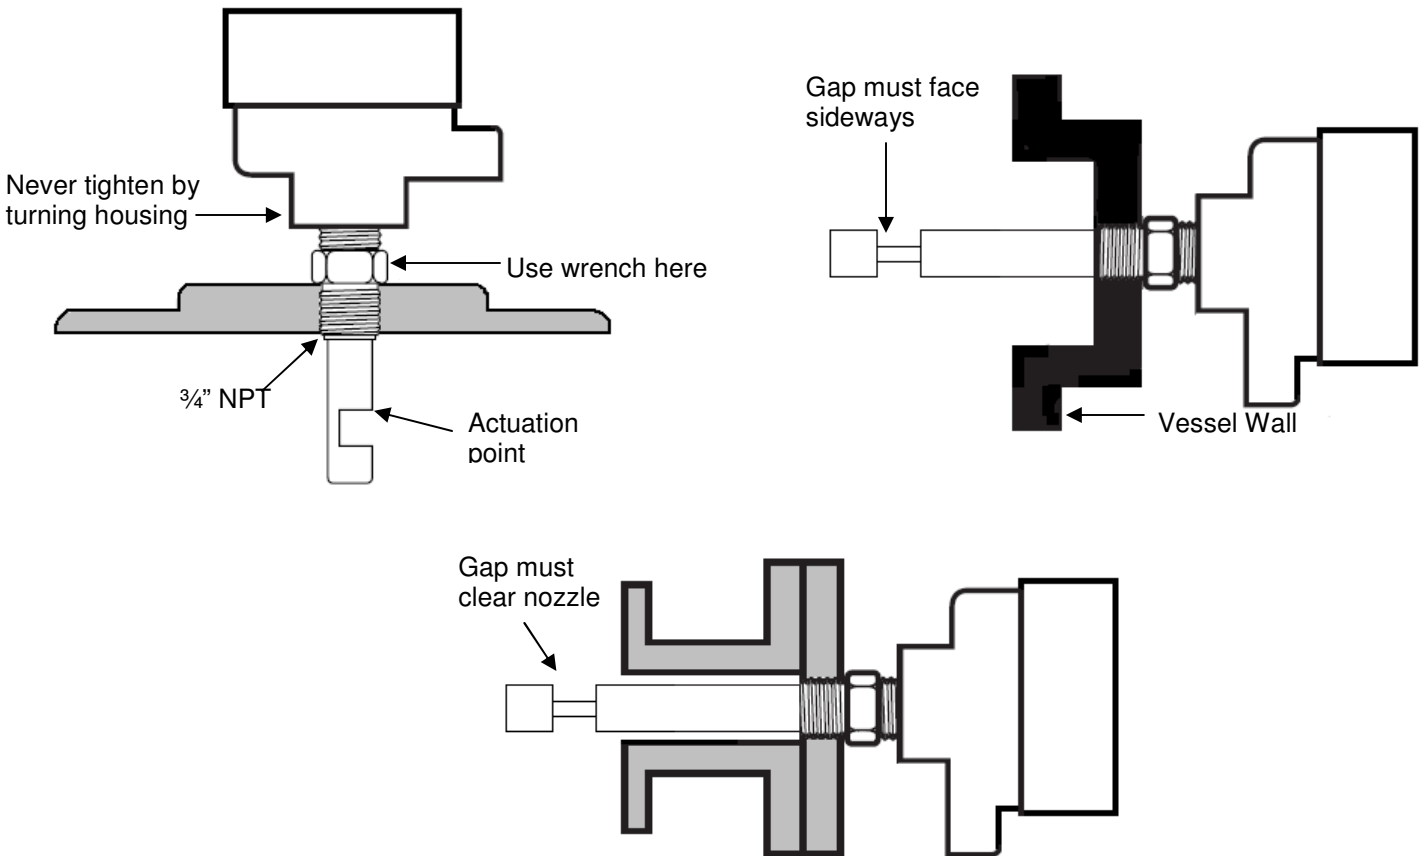 Never tighten by
turning housing
Use wrench here
¾” NPT
Actuation
point
Gap must face
sideways
Vessel Wall
Gap must
clear nozzle